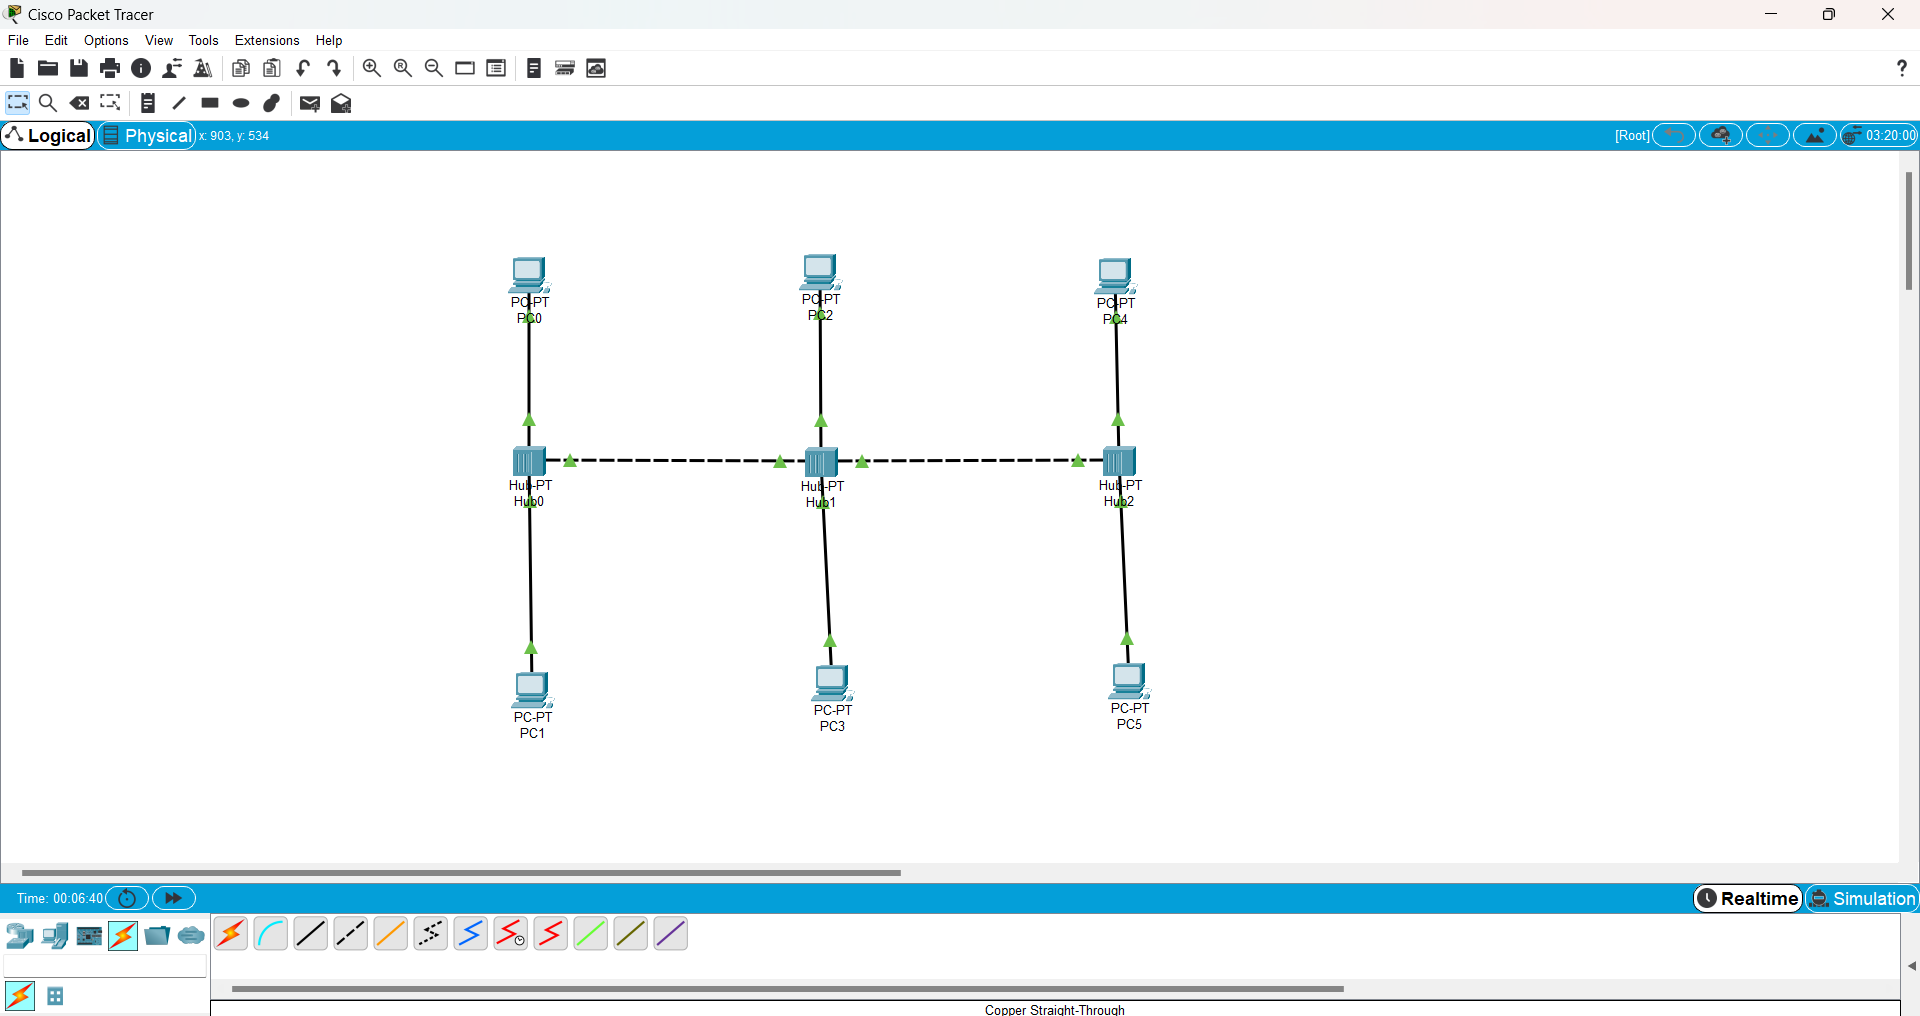 Cisco Packet Tracer
File Edit Options View Tools Extensions Help
Logical Physical x: 903, y: 534 [Root] 03:20:00
PC-PT
PC0
PC-PT
PC2
PC-PT
PC4
Hub-PT
Hub0
Hub-PT
Hub1
Hub-PT
Hub2
PC-PT
PC1
PC-PT
PC3
PC-PT
PC5
Time: 00:06:40 Realtime Simulation
Copper Straight-Through